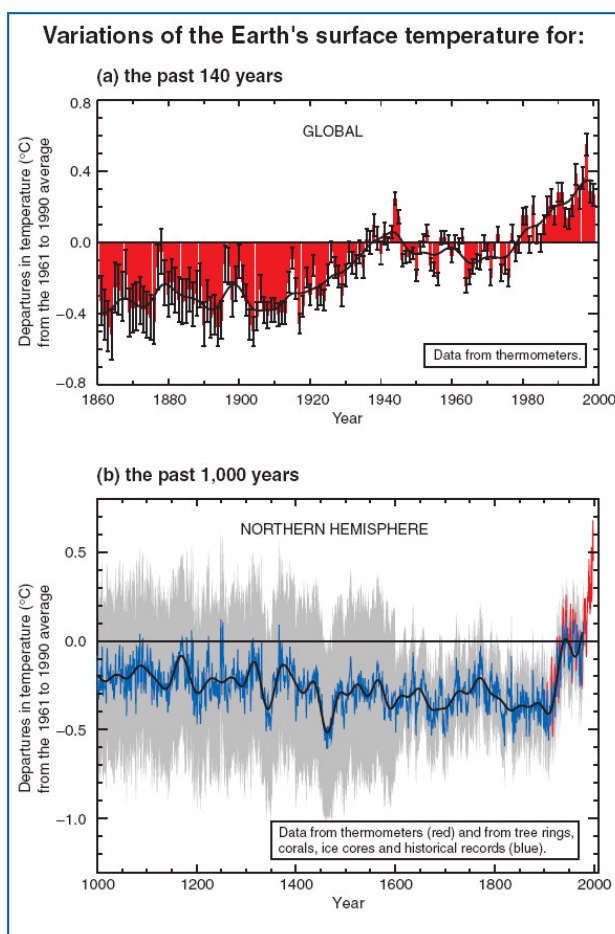 Variations of the Earth's surface temperature for:
(a) the past 140 years
GLOBAL
Departures in temperature (°C)
from the 1961 to 1990 average
0.8
0.4
0.0
−0.4
−0.8
Data from thermometers.
1860 1880 1900 1920 1940 1960 1980 2000
Year
(b) the past 1,000 years
NORTHERN HEMISPHERE
Departures in temperature (°C)
from the 1961 to 1990 average
0.5
0.0
−0.5
−1.0
Data from thermometers (red) and from tree rings,
corals, ice cores and historical records (blue).
1000 1200 1400 1600 1800 2000
Year